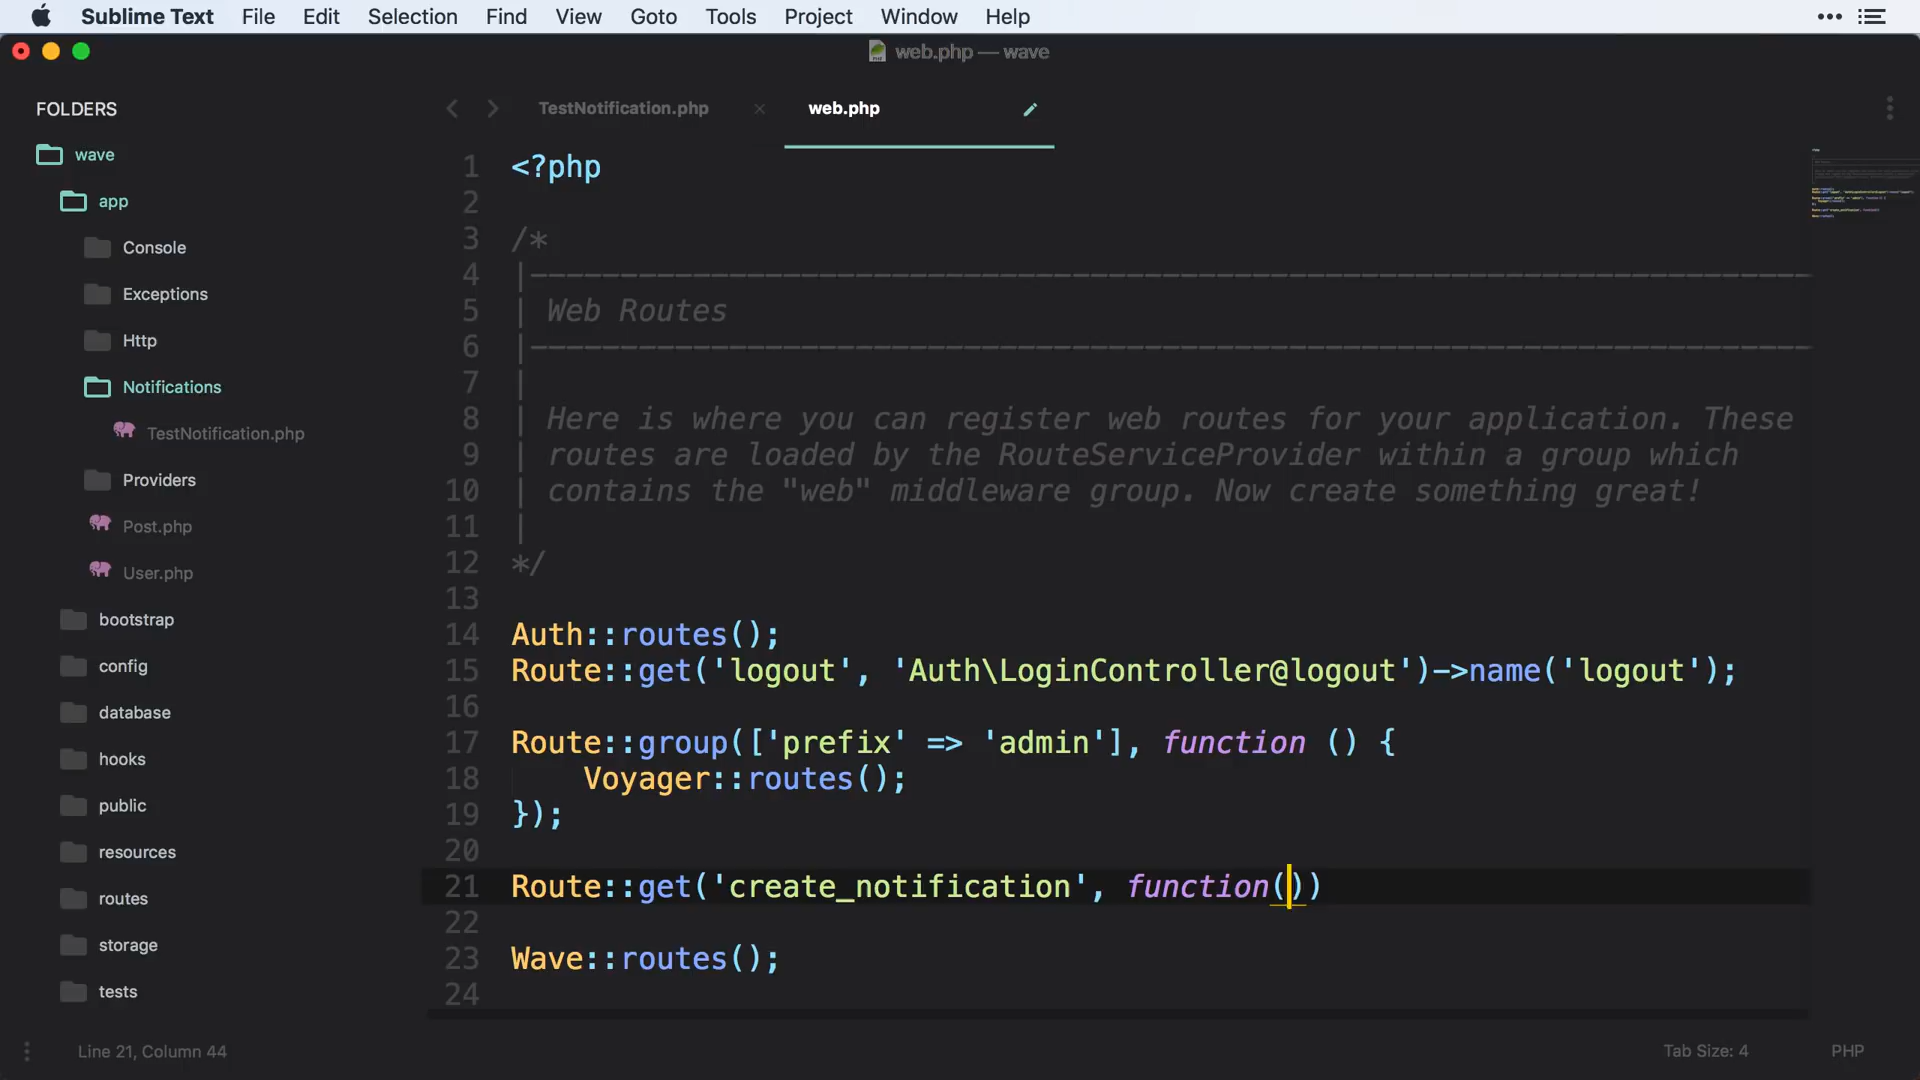 Sublime Text File Edit Selection Find View Goto Tools Project Window Help
web.php — wave
FOLDERS
wave
app
Console
Exceptions
Http
Notifications
TestNotification.php
Providers
Post.php
User.php
bootstrap
config
database
hooks
public
resources
routes
storage
tests
TestNotification.php × web.php
1 <?php
2
3 /*
4 |--------------------------------------------------------------------------
5 | Web Routes
6 |--------------------------------------------------------------------------
7 |
8 | Here is where you can register web routes for your application. These
9 | routes are loaded by the RouteServiceProvider within a group which
10 | contains the "web" middleware group. Now create something great!
11 |
12 */
13
14 Auth::routes();
15 Route::get('logout', 'Auth\LoginController@logout')->name('logout');
16
17 Route::group(['prefix' => 'admin'], function () {
18     Voyager::routes();
19 });
20
21 Route::get('create_notification', function())
22
23 Wave::routes();
24
Line 21, Column 44 Tab Size: 4 PHP